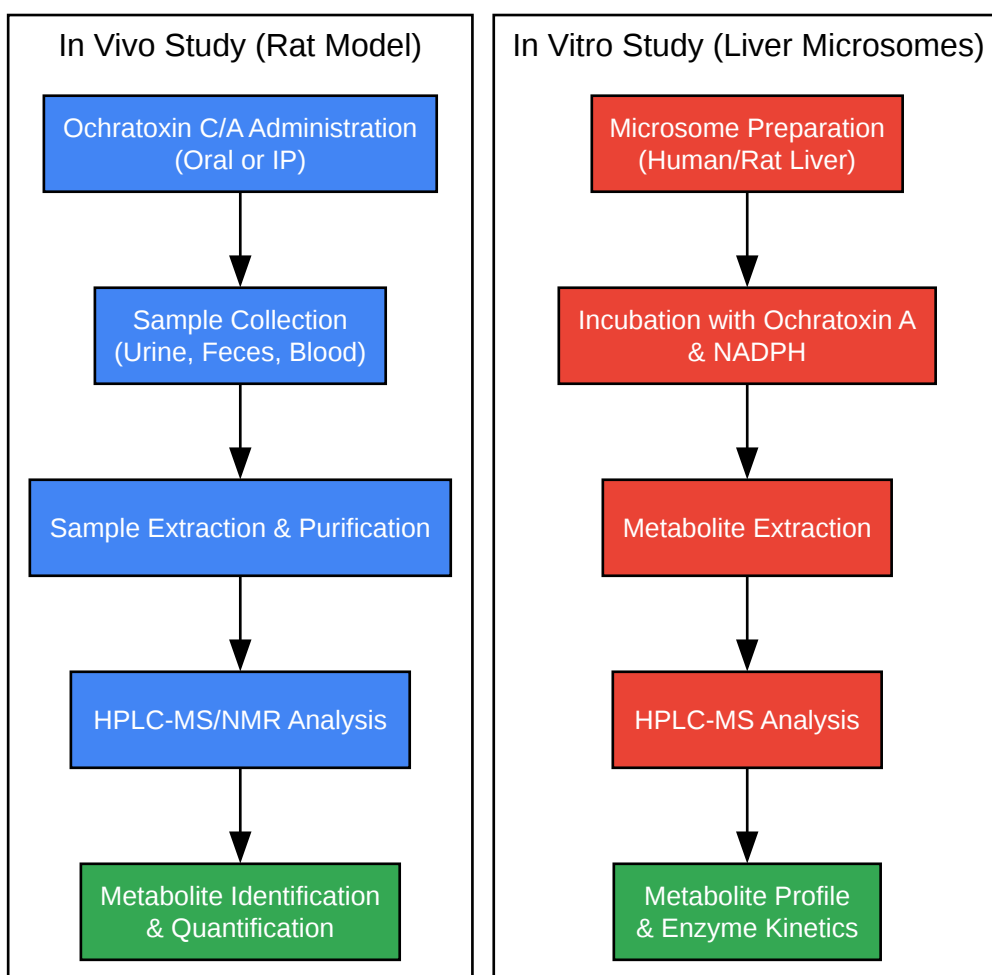 In Vivo Study (Rat Model)
Ochratoxin C/A Administration
(Oral or IP)
Sample Collection
(Urine, Feces, Blood)
Sample Extraction & Purification
HPLC-MS/NMR Analysis
Metabolite Identification
& Quantification
In Vitro Study (Liver Microsomes)
Microsome Preparation
(Human/Rat Liver)
Incubation with Ochratoxin A
& NADPH
Metabolite Extraction
HPLC-MS Analysis
Metabolite Profile
& Enzyme Kinetics